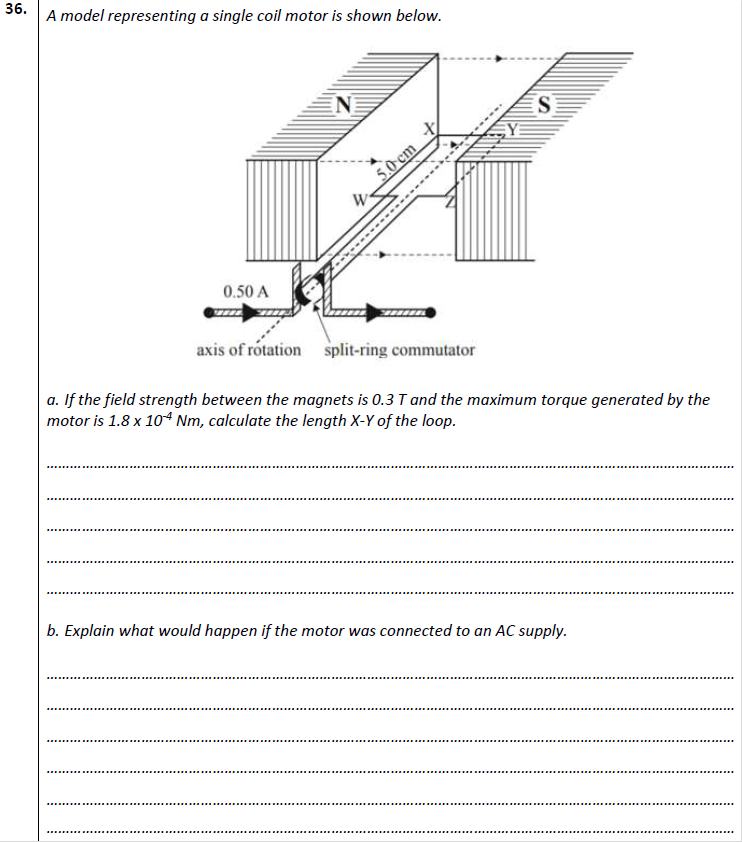 36.
A model representing a single coil motor is shown below.
N
S
X
Y
5.0 cm
W
Z
0.50 A
axis of rotation
split-ring commutator
a. If the field strength between the magnets is 0.3 T and the maximum torque generated by the
motor is 1.8 x 10⁻⁴ Nm, calculate the length X-Y of the loop.
b. Explain what would happen if the motor was connected to an AC supply.